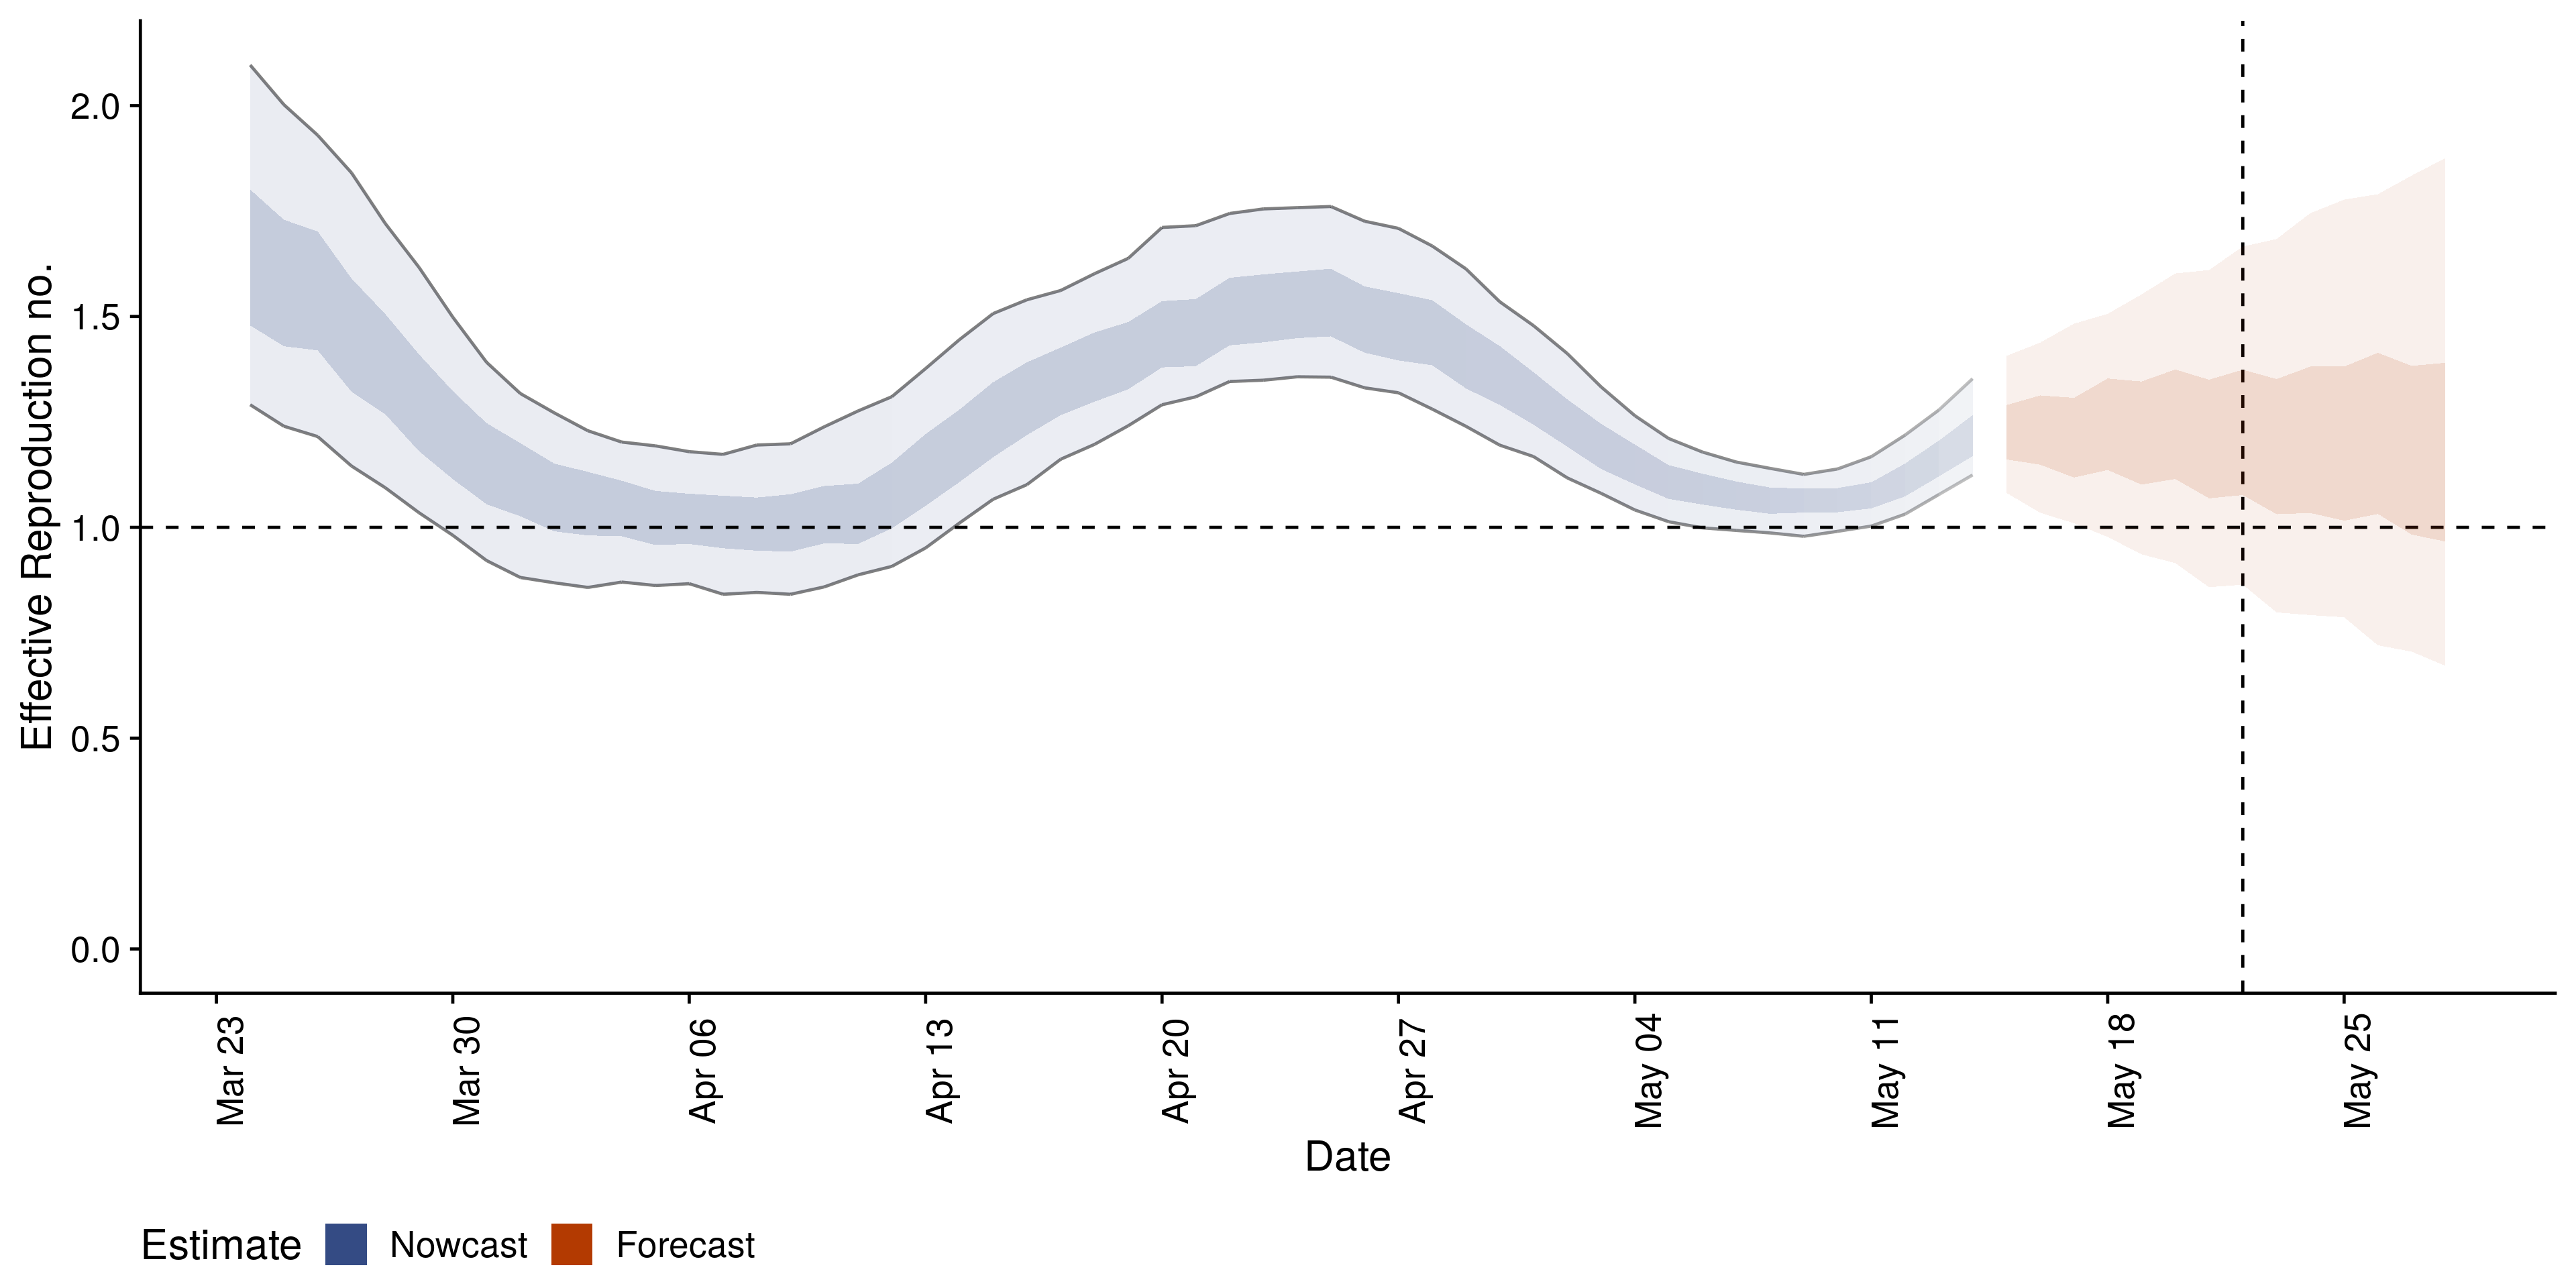 Effective Reproduction no.
2.0
1.5
1.0
0.5
0.0
Mar 23
Mar 30
Apr 06
Apr 13
Apr 20
Apr 27
May 04
May 11
May 18
May 25
Date
Estimate Nowcast Forecast